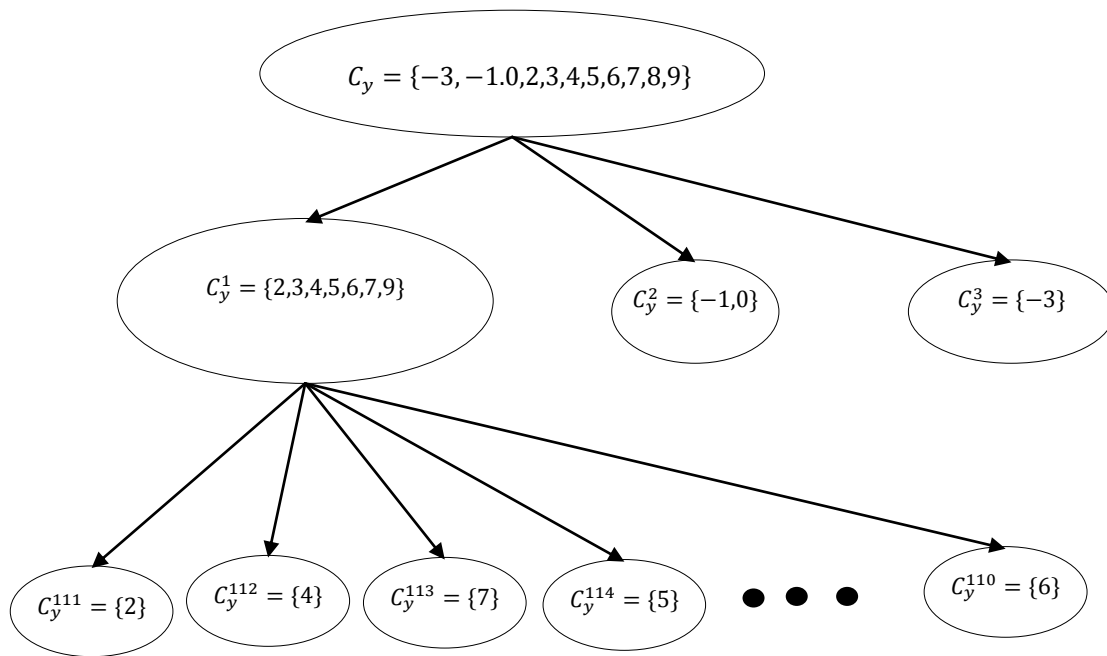 C_y = {−3, −1.0,2,3,4,5,6,7,8,9}
C_y^1 = {2,3,4,5,6,7,9}
C_y^2 = {−1,0}
C_y^3 = {−3}
C_y^111 = {2}
C_y^112 = {4}
C_y^113 = {7}
C_y^114 = {5}
C_y^110 = {6}